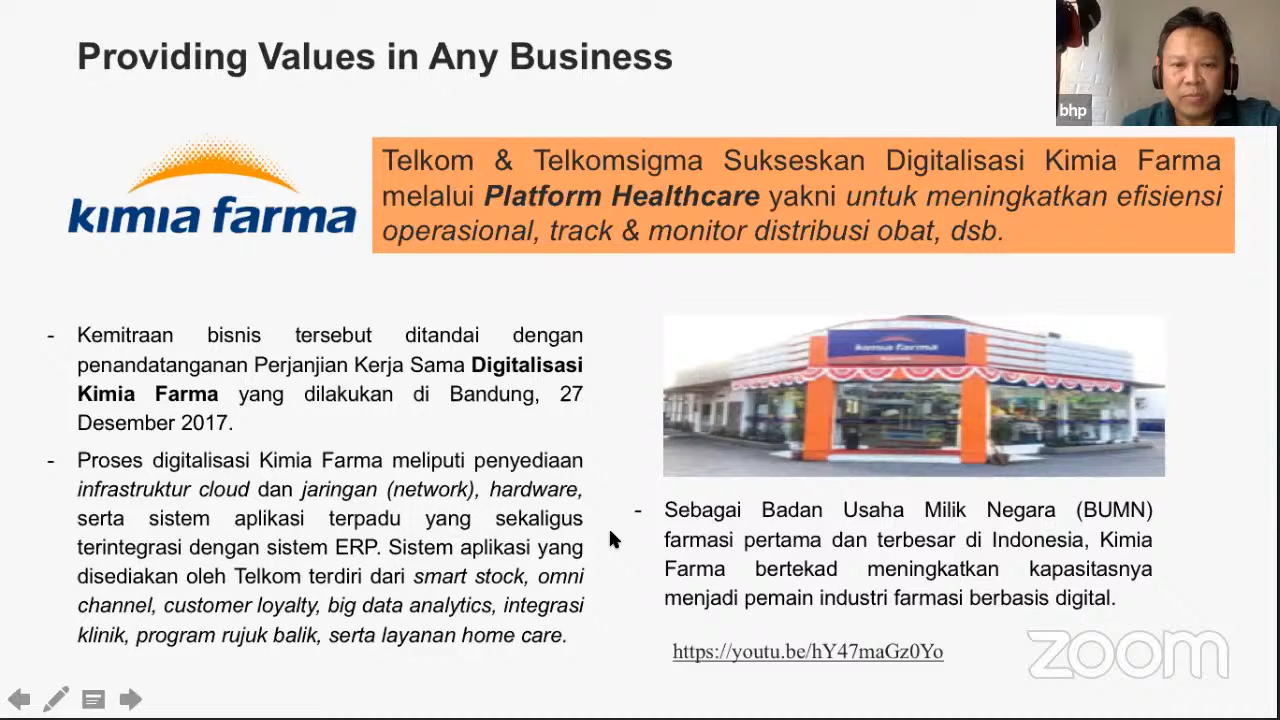 Providing Values in Any Business
bhp
kimia farma
Telkom & Telkomsigma Sukseskan Digitalisasi Kimia Farma
melalui Platform Healthcare yakni untuk meningkatkan efisiensi
operasional, track & monitor distribusi obat, dsb.
- Kemitraan bisnis tersebut ditandai dengan
penandatanganan Perjanjian Kerja Sama Digitalisasi
Kimia Farma yang dilakukan di Bandung, 27
Desember 2017.
- Proses digitalisasi Kimia Farma meliputi penyediaan
infrastruktur cloud dan jaringan (network), hardware,
serta sistem aplikasi terpadu yang sekaligus
terintegrasi dengan sistem ERP. Sistem aplikasi yang
disediakan oleh Telkom terdiri dari smart stock, omni
channel, customer loyalty, big data analytics, integrasi
klinik, program rujuk balik, serta layanan home care.
kimia farma
- Sebagai Badan Usaha Milik Negara (BUMN)
farmasi pertama dan terbesar di Indonesia, Kimia
Farma bertekad meningkatkan kapasitasnya
menjadi pemain industri farmasi berbasis digital.
https://youtu.be/hY47maGz0Yo
zoom